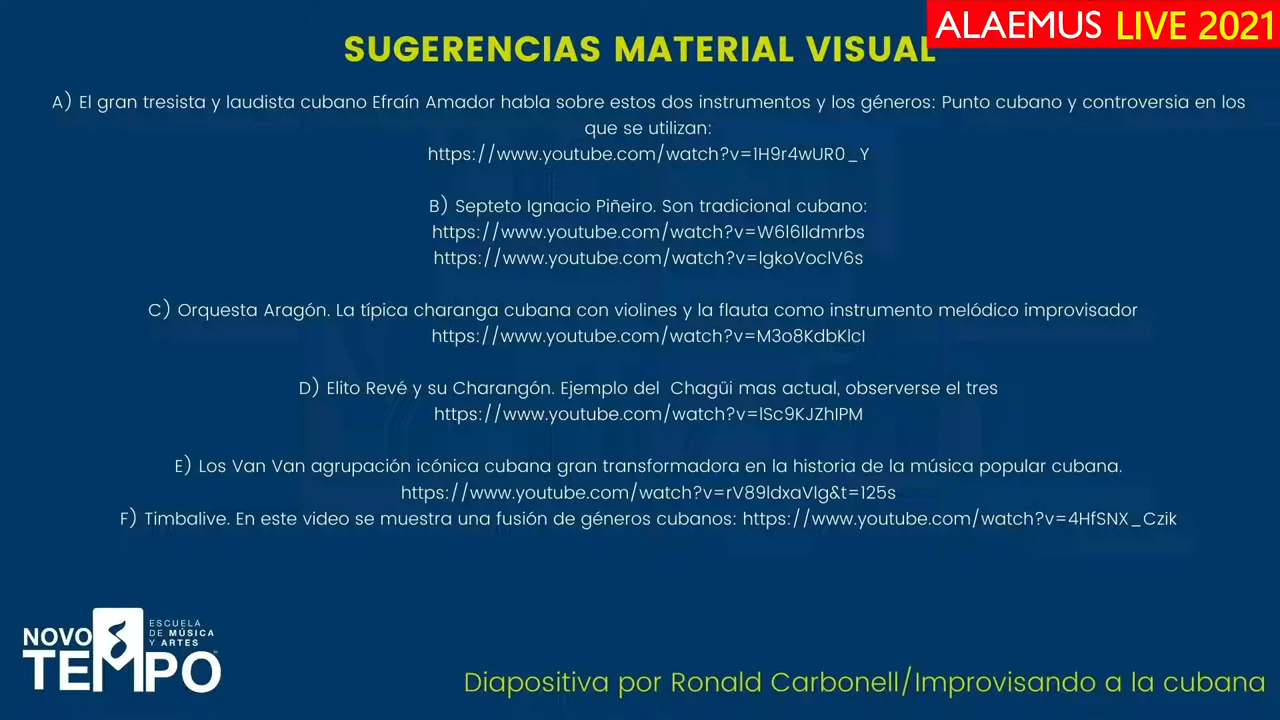 ALAEMUS LIVE 2021
SUGERENCIAS MATERIAL VISUAL
A) El gran tresista y laudista cubano Efraín Amador habla sobre estos dos instrumentos y los géneros: Punto cubano y controversia en los
que se utilizan:
https://www.youtube.com/watch?v=1H9r4wUR0_Y
B) Septeto Ignacio Piñeiro. Son tradicional cubano:
https://www.youtube.com/watch?v=W6l6Ildmrbs
https://www.youtube.com/watch?v=lgkoVoclV6s
C) Orquesta Aragón. La típica charanga cubana con violines y la flauta como instrumento melódico improvisador
https://www.youtube.com/watch?v=M3o8KdbKlcI
D) Elito Revé y su Charangón. Ejemplo del  Chagüi mas actual, observerse el tres
https://www.youtube.com/watch?v=lSc9KJZhIPM
E) Los Van Van agrupación icónica cubana gran transformadora en la historia de la música popular cubana.
https://www.youtube.com/watch?v=rV89ldxaVlg&t=125s
F) Timbalive. En este video se muestra una fusión de géneros cubanos: https://www.youtube.com/watch?v=4HfSNX_Czik
NOVO TEMPO
ESCUELA
DE MÚSICA
Y ARTES
Diapositiva por Ronald Carbonell/Improvisando a la cubana